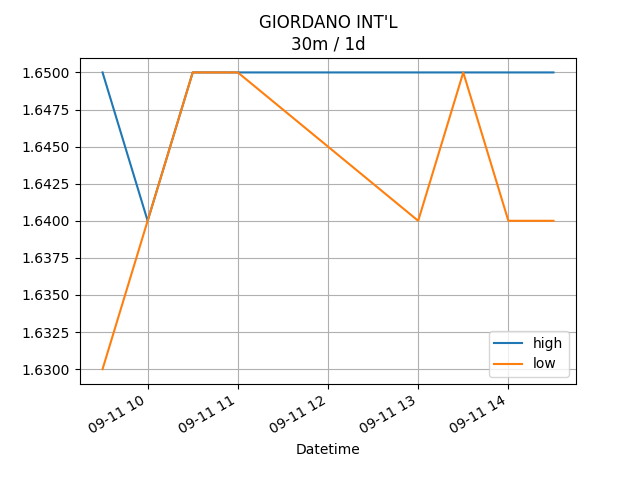 GIORDANO INT'L
30m / 1d
1.6500
1.6475
1.6450
1.6425
1.6400
1.6375
1.6350
1.6325
1.6300
high
low
09-11 10
09-11 11
09-11 12
09-11 13
09-11 14
Datetime